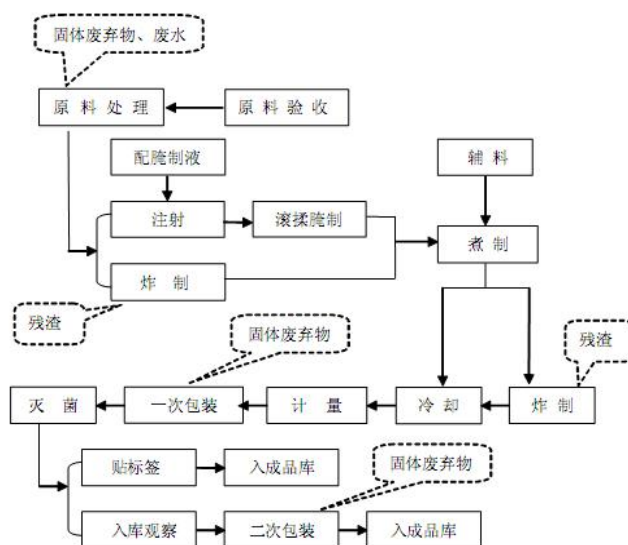 固体废弃物、废水
原料处理
原料验收
配腌制液
辅料
注射
滚揉腌制
煮制
炸制
残渣
固体废弃物
残渣
灭菌
一次包装
计量
冷却
炸制
贴标签
入成品库
固体废弃物
入库观察
二次包装
入成品库